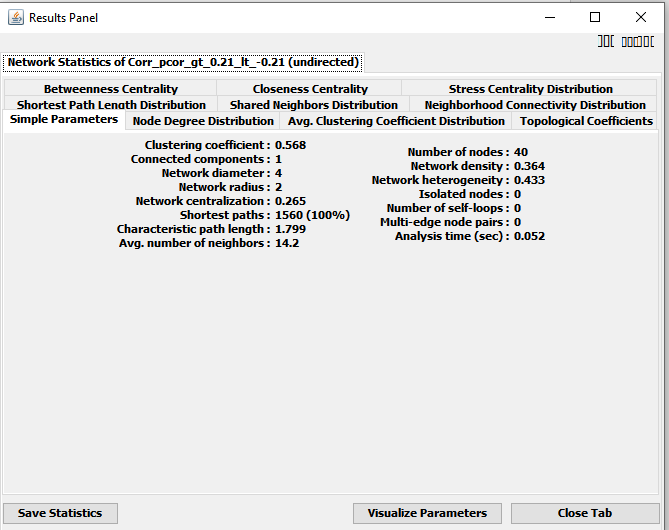 Results Panel
Network Statistics of Corr_pcor_gt_0.21_lt_-0.21 (undirected)
Betweenness Centrality Closeness Centrality Stress Centrality Distribution
Shortest Path Length Distribution Shared Neighbors Distribution Neighborhood Connectivity Distribution
Simple Parameters Node Degree Distribution Avg. Clustering Coefficient Distribution Topological Coefficients
Clustering coefficient : 0.568
Connected components : 1
Network diameter : 4
Network radius : 2
Network centralization : 0.265
Shortest paths : 1560 (100%)
Characteristic path length : 1.799
Avg. number of neighbors : 14.2
Number of nodes : 40
Network density : 0.364
Network heterogeneity : 0.433
Isolated nodes : 0
Number of self-loops : 0
Multi-edge node pairs : 0
Analysis time (sec) : 0.052
Save Statistics Visualize Parameters Close Tab